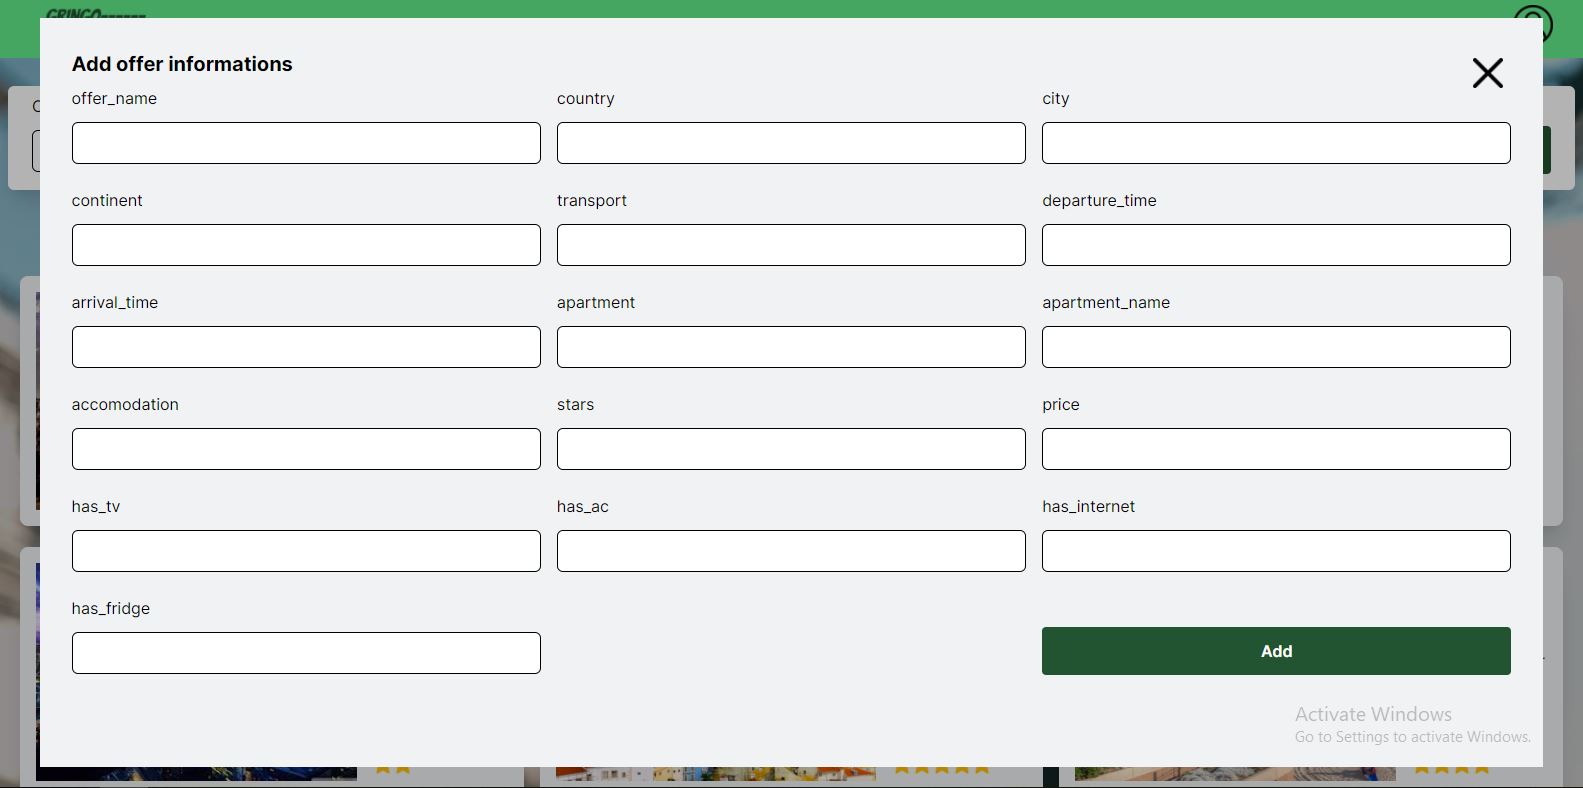 GRINGO
Add offer informations
offer_name country city
continent transport departure_time
arrival_time apartment apartment_name
accomodation stars price
has_tv has_ac has_internet
has_fridge
Add
Activate Windows
Go to Settings to activate Windows.